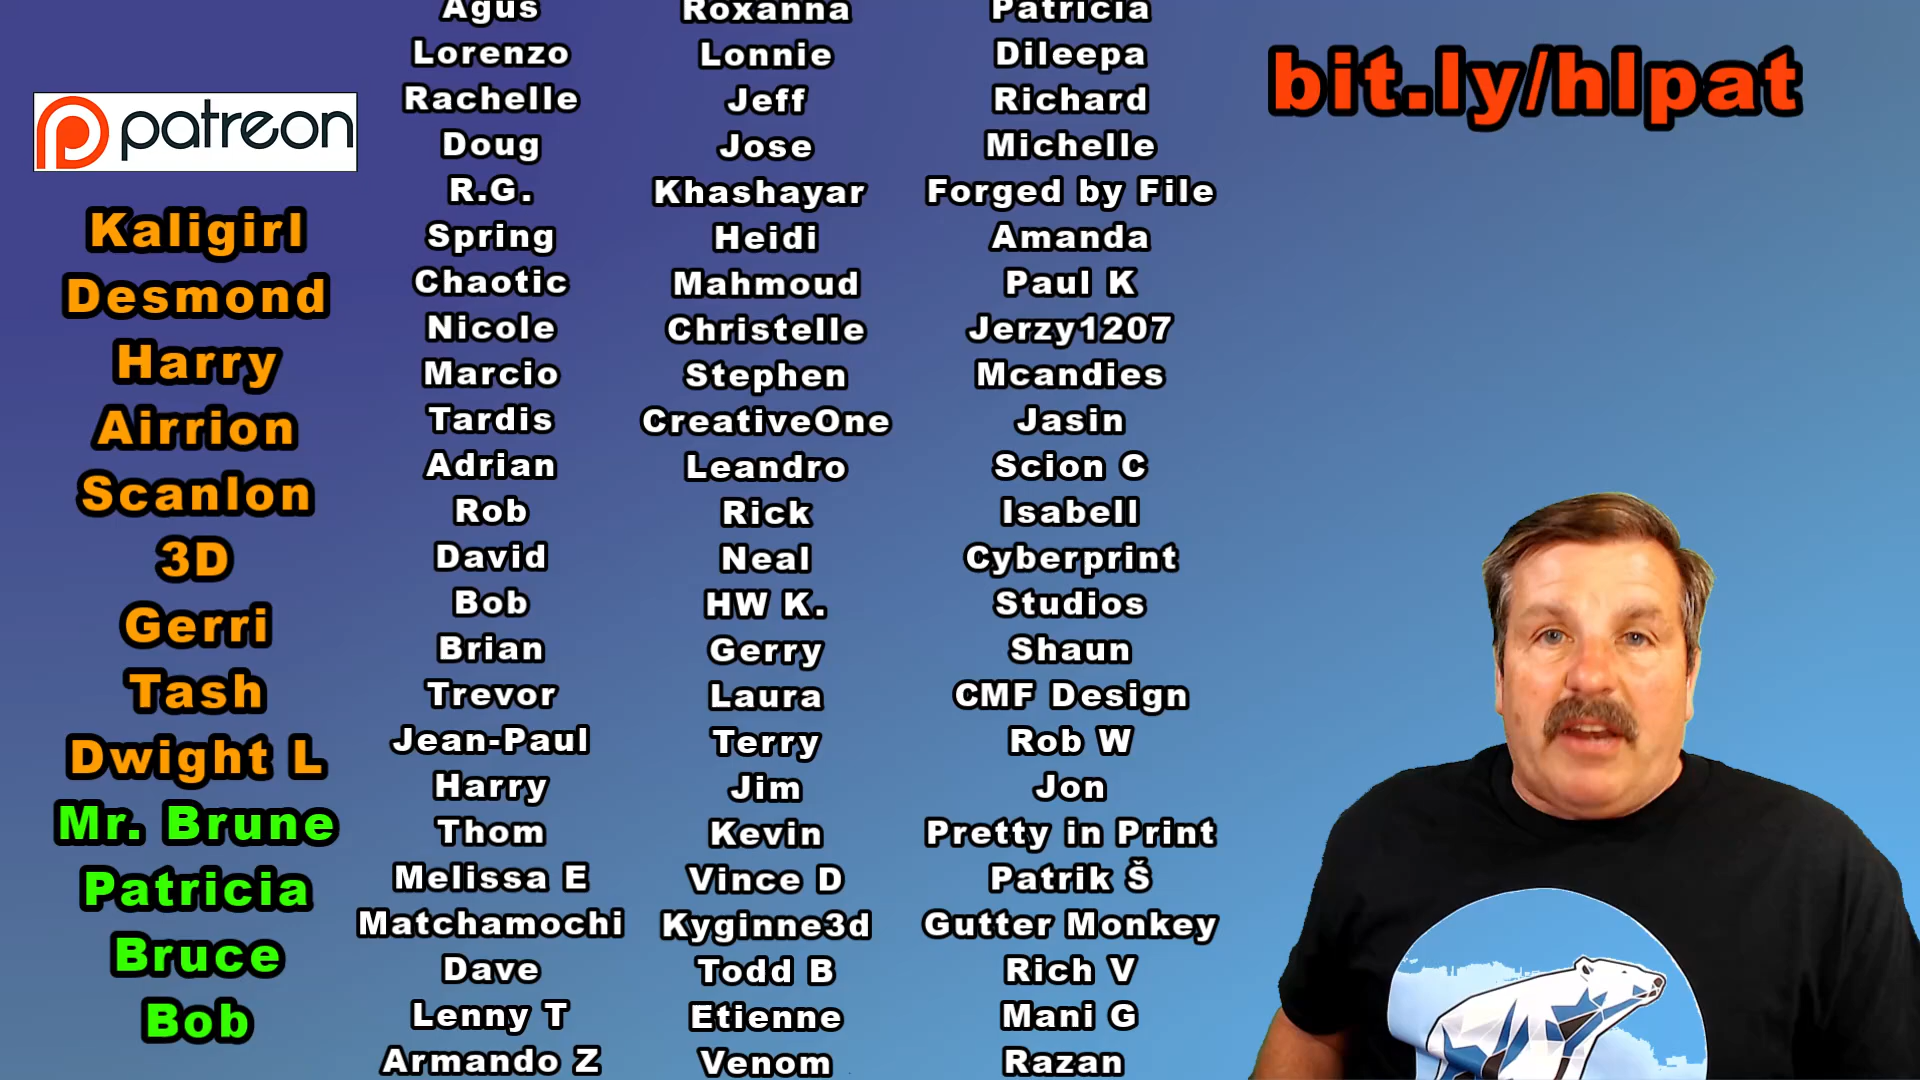 patreon
Kaligirl
Desmond
Harry
Airrion
Scanlon
3D
Gerri
Tash
Dwight L
Mr. Brune
Patricia
Bruce
Bob
Agus
Lorenzo
Rachelle
Doug
R.G.
Spring
Chaotic
Nicole
Marcio
Tardis
Adrian
Rob
David
Bob
Brian
Trevor
Jean-Paul
Harry
Thom
Melissa E
Matchamochi
Dave
Lenny T
Armando Z
Roxanna
Lonnie
Jeff
Jose
Khashayar
Heidi
Mahmoud
Christelle
Stephen
CreativeOne
Leandro
Rick
Neal
HW K.
Gerry
Laura
Terry
Jim
Kevin
Vince D
Kyginne3d
Todd B
Etienne
Venom
Patricia
Dileepa
Richard
Michelle
Forged by File
Amanda
Paul K
Jerzy1207
Mcandies
Jasin
Scion C
Isabell
Cyberprint
Studios
Shaun
CMF Design
Rob W
Jon
Pretty in Print
Patrik Š
Gutter Monkey
Rich V
Mani G
Razan
bit.ly/hlpat